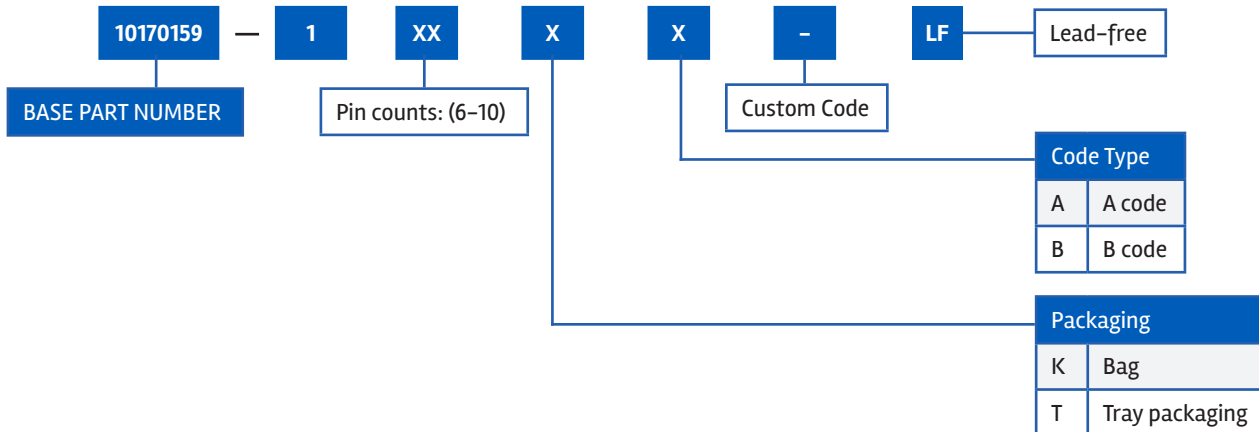 10170159 — 1 XX X X - LF Lead-free
BASE PART NUMBER
Pin counts: (6-10)
Custom Code
Code Type
A A code
B B code
Packaging
K Bag
T Tray packaging